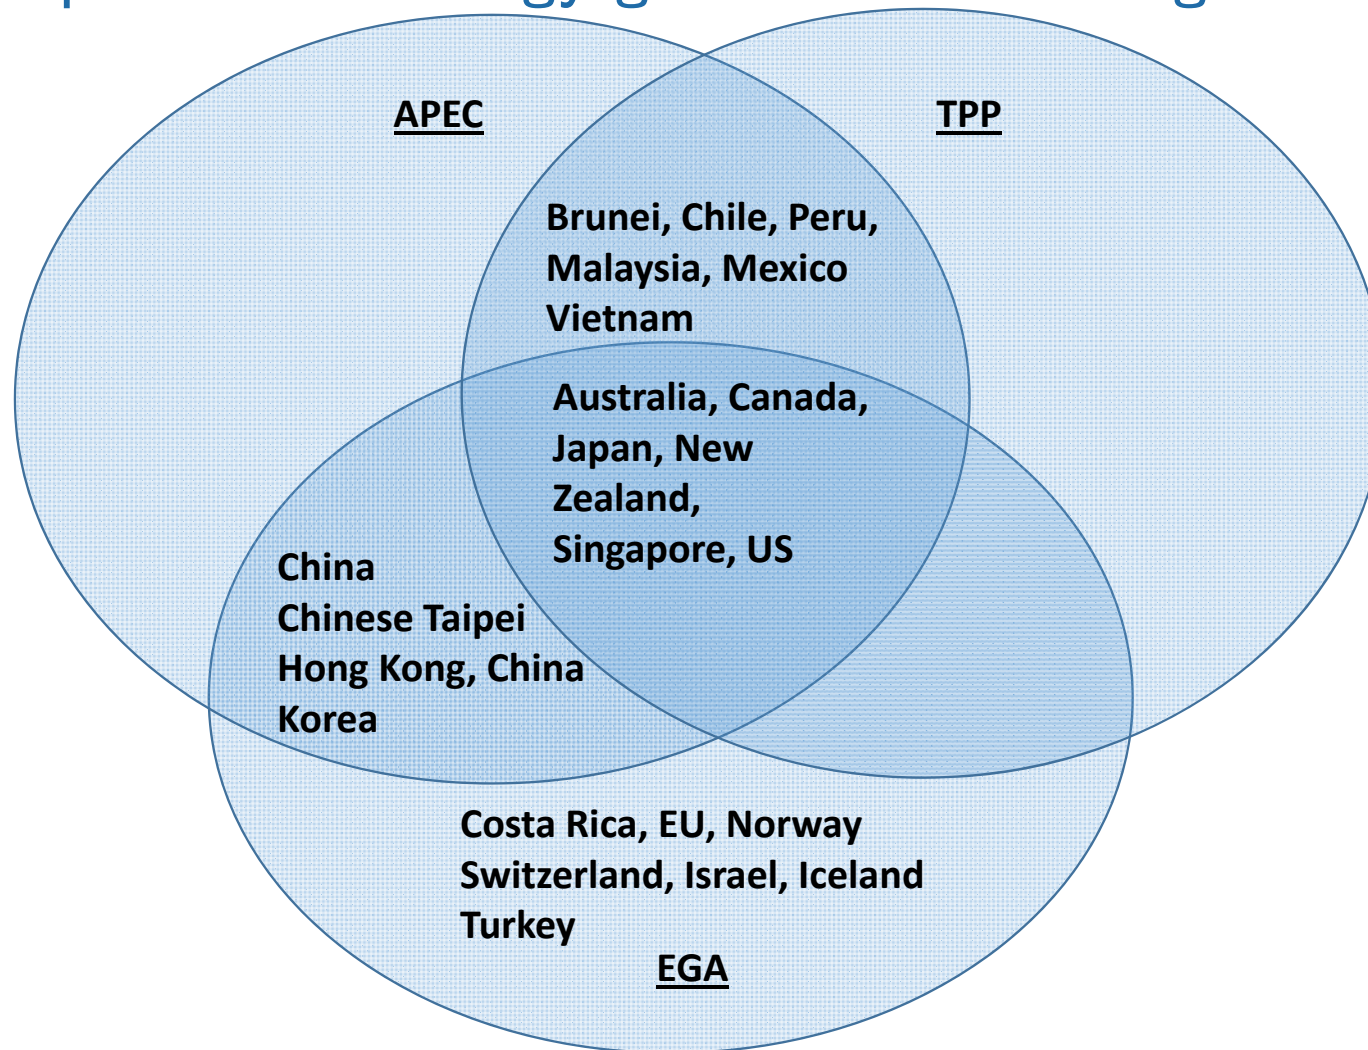 APEC
TPP
Brunei, Chile, Peru,
Malaysia, Mexico
Vietnam
Australia, Canada,
Japan, New
Zealand,
Singapore, US
China
Chinese Taipei
Hong Kong, China
Korea
Costa Rica, EU, Norway
Switzerland, Israel, Iceland
Turkey
EGA